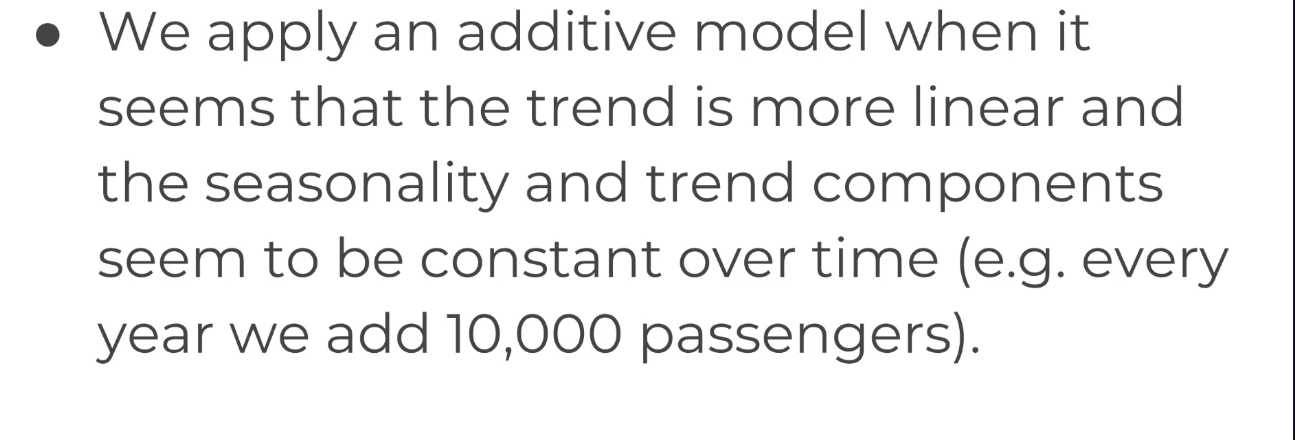 ● We apply an additive model when it
seems that the trend is more linear and
the seasonality and trend components
seem to be constant over time (e.g. every
year we add 10,000 passengers).